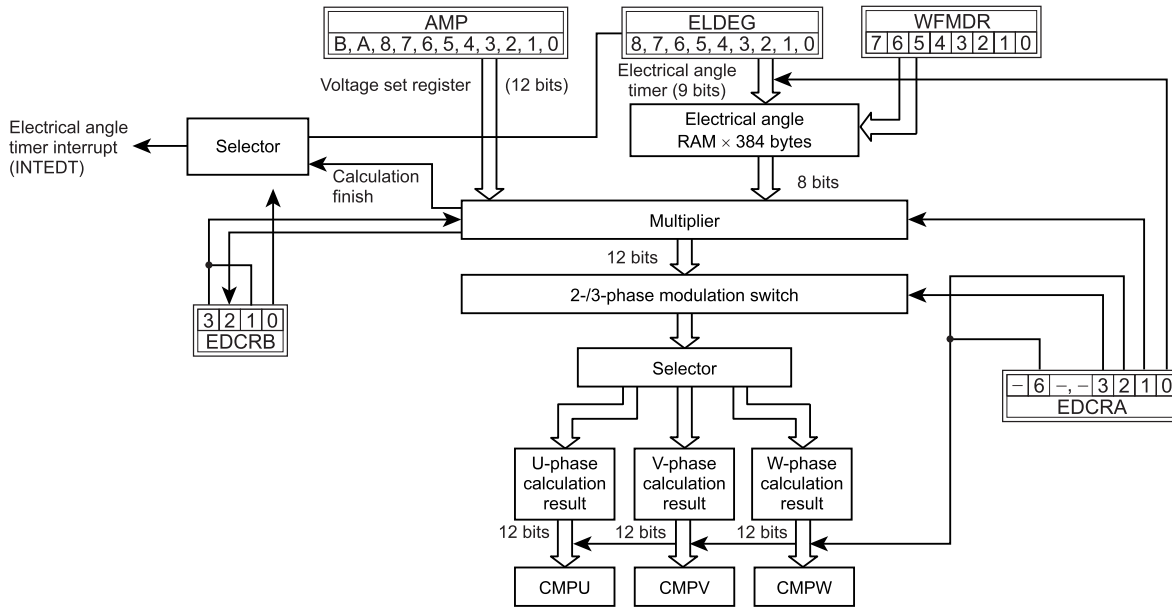 AMP
B, A, 8, 7, 6, 5, 4, 3, 2, 1, 0
ELDEG
8, 7, 6, 5, 4, 3, 2, 1, 0
WFMDR
7 6 5 4 3 2 1 0
Voltage set register
(12 bits)
Electrical angle
timer (9 bits)
Electrical angle
RAM × 384 bytes
Electrical angle
timer interrupt
(INTEDT)
Selector
Calculation
finish
8 bits
Multiplier
12 bits
2-/3-phase modulation switch
3 2 1 0
EDCRB
Selector
– 6 –, – 3 2 1 0
EDCRA
U-phase
calculation
result
V-phase
calculation
result
W-phase
calculation
result
12 bits
12 bits
12 bits
CMPU
CMPV
CMPW